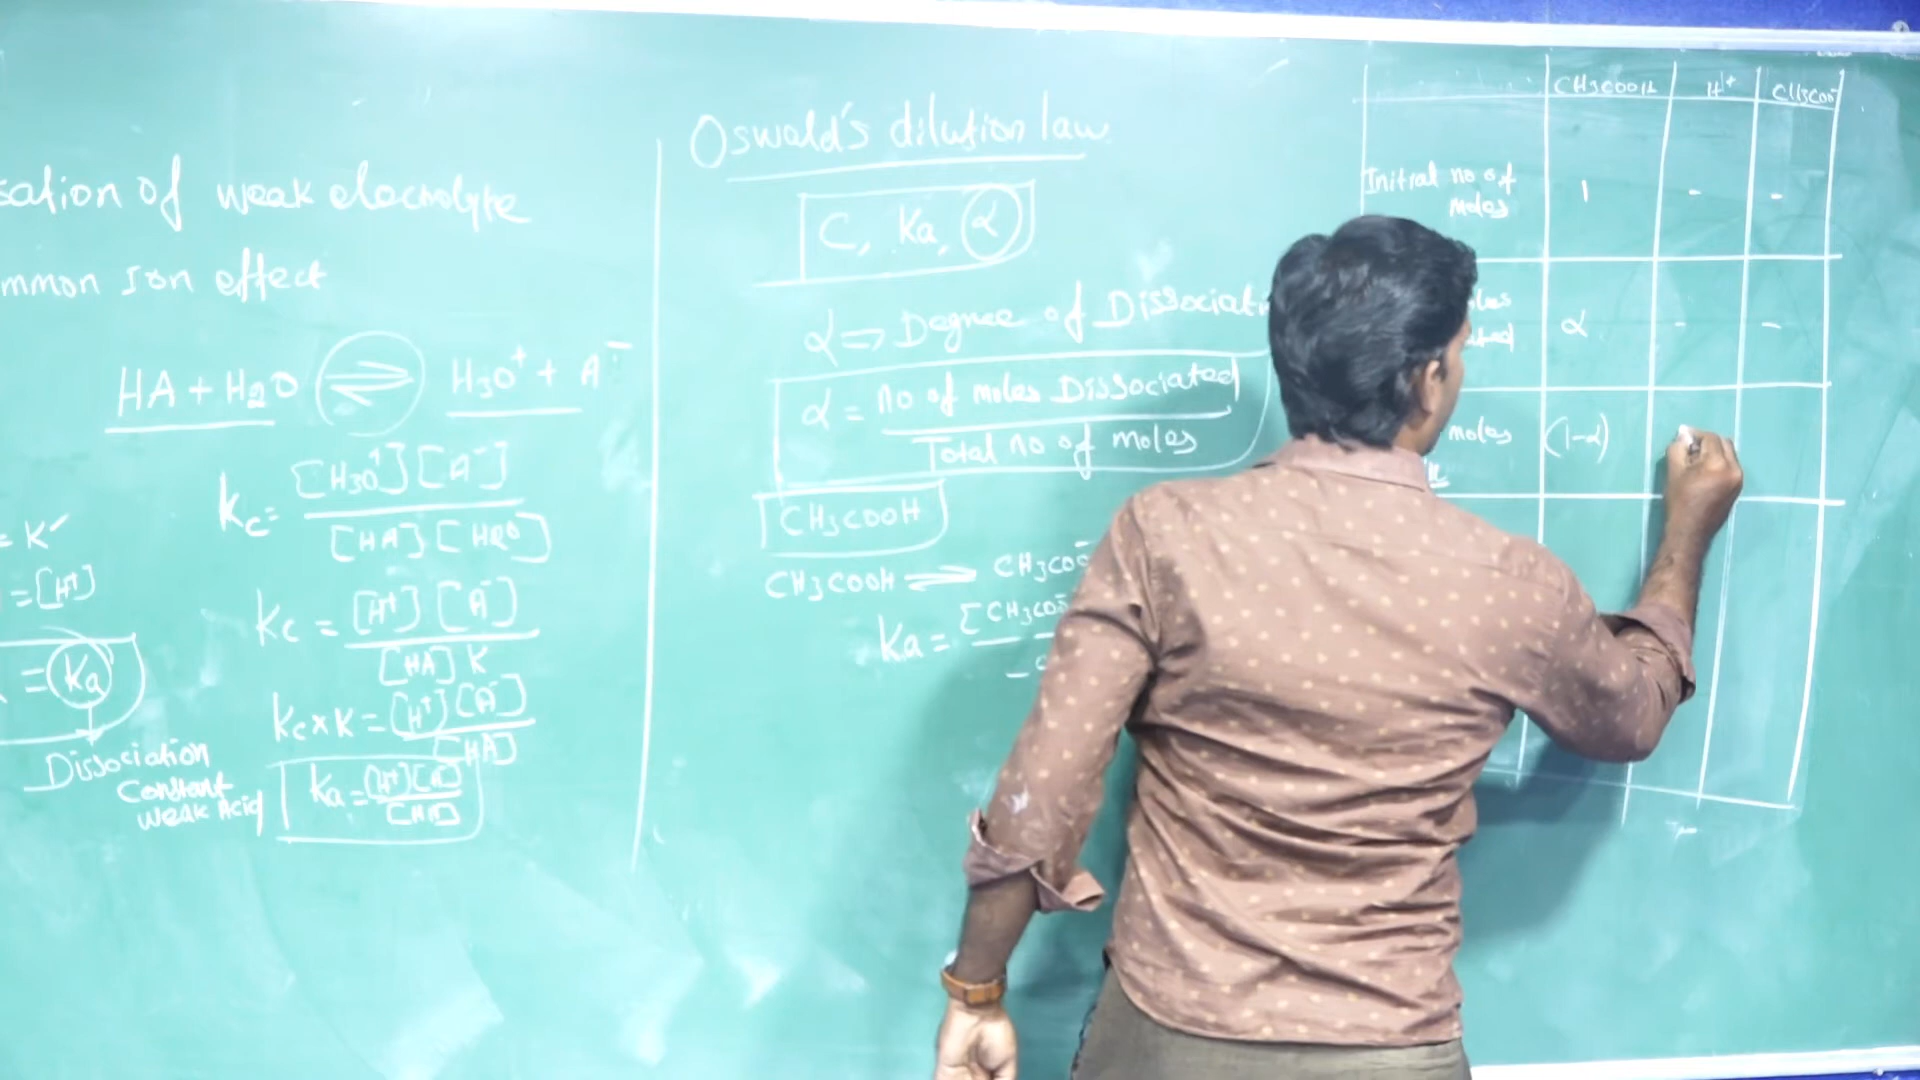 sation of weak elecrolyte
mmon Ion effect
HA + H2O ⇌ H3O⁺ + A⁻
Kc = [H3O⁺][A⁻] / [HA][H2O]
= K
= [H⁺]
Kc = [H⁺][A⁻] / [HA] K
= Ka
Kc x K = [H⁺][A⁻] / [HA]
Dissociation
Constant
weak Acid
Ka = [H⁺][A⁻] / [HA]
Oswald's dilution law
C, Ka, α
α => Degree of Dissociati
α = no of moles Dissociated / Total no of moles
CH3COOH
CH3COOH ⇌ CH3COO
Ka = [CH3COO
CH3COOH H⁺ CH3COO⁻
Initial no of moles 1 - -
α - -
moles (1-α)